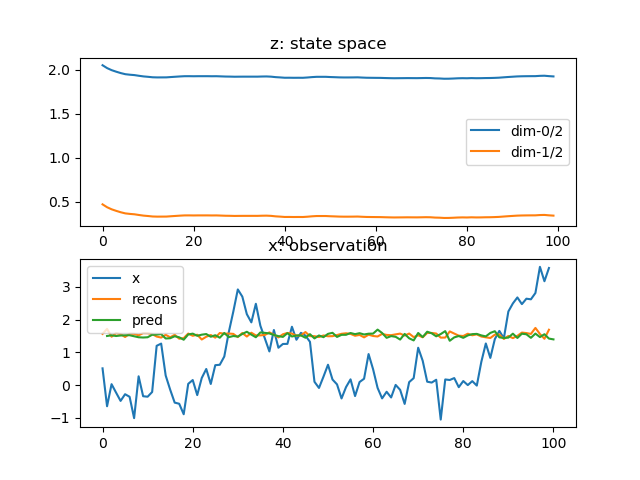 z: state space
2.0
1.5
1.0
0.5
dim-0/2
dim-1/2
0 20 40 60 80 100
x: observation
3
2
1
0
−1
x
recons
pred
0 20 40 60 80 100